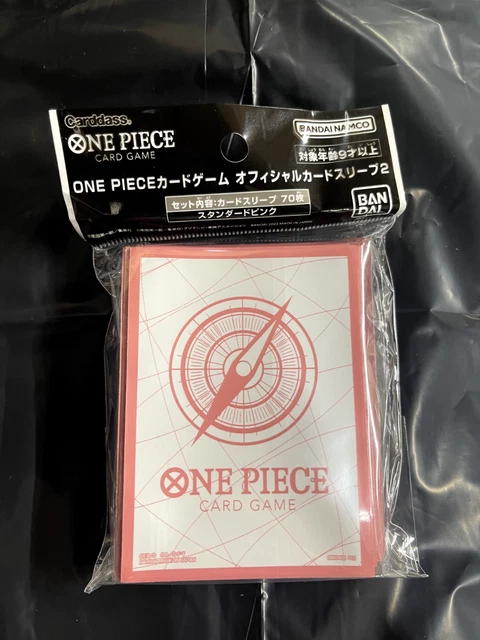 Carddass®
ONE PIECE
CARD GAME
BANDAI NAMCO
対象年齢9才以上
ONE PIECEカードゲーム オフィシャルカードスリーブ2
セット内容:カードスリーブ 70枚
スタンダードピンク
BAN
DAI
ONE PIECE
CARD GAME